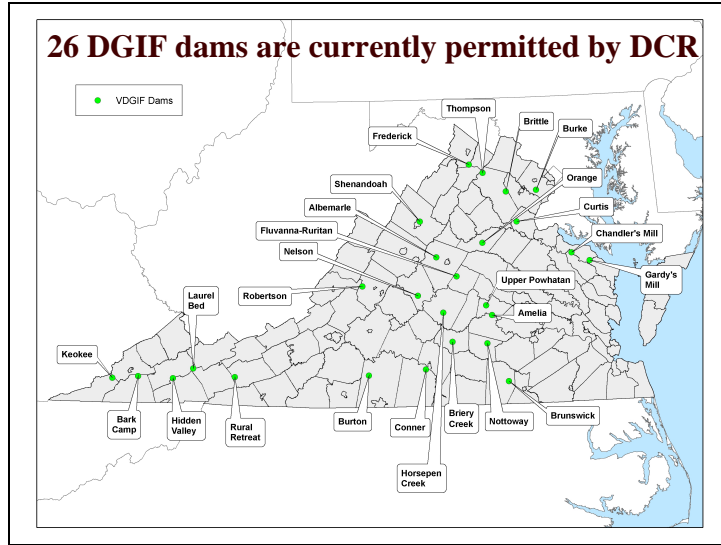 26 DGIF dams are currently permitted by DCR
VDGIF Dams
Thompson
Brittle
Burke
Frederick
Orange
Shenandoah
Curtis
Albemarle
Chandler's Mill
Fluvanna-Ruritan
Nelson
Gardy's
Mill
Upper Powhatan
Laurel
Bed
Robertson
Amelia
Keokee
Bark
Camp
Hidden
Valley
Rural
Retreat
Burton
Conner
Briery
Creek
Nottoway
Brunswick
Horsepen
Creek